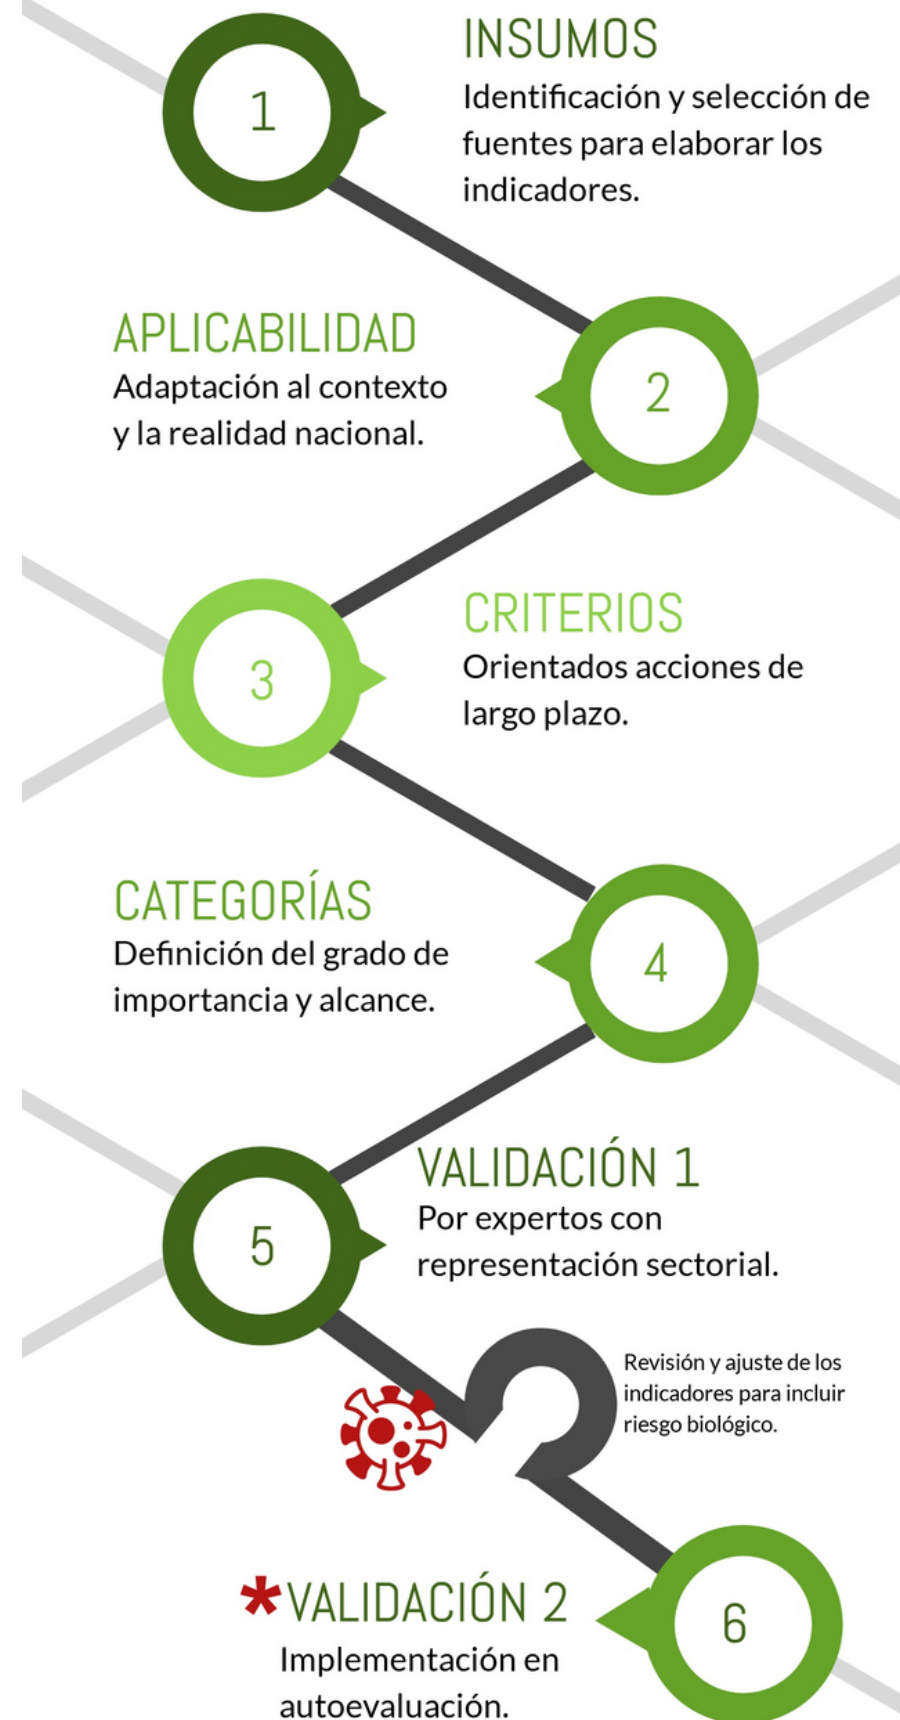 1
INSUMOS
Identificación y selección de
fuentes para elaborar los
indicadores.
APLICABILIDAD
Adaptación al contexto
y la realidad nacional.
2
3
CRITERIOS
Orientados acciones de
largo plazo.
CATEGORÍAS
Definición del grado de
importancia y alcance.
4
5
VALIDACIÓN 1
Por expertos con
representación sectorial.
Revisión y ajuste de los
indicadores para incluir
riesgo biológico.
*VALIDACIÓN 2
Implementación en
autoevaluación.
6